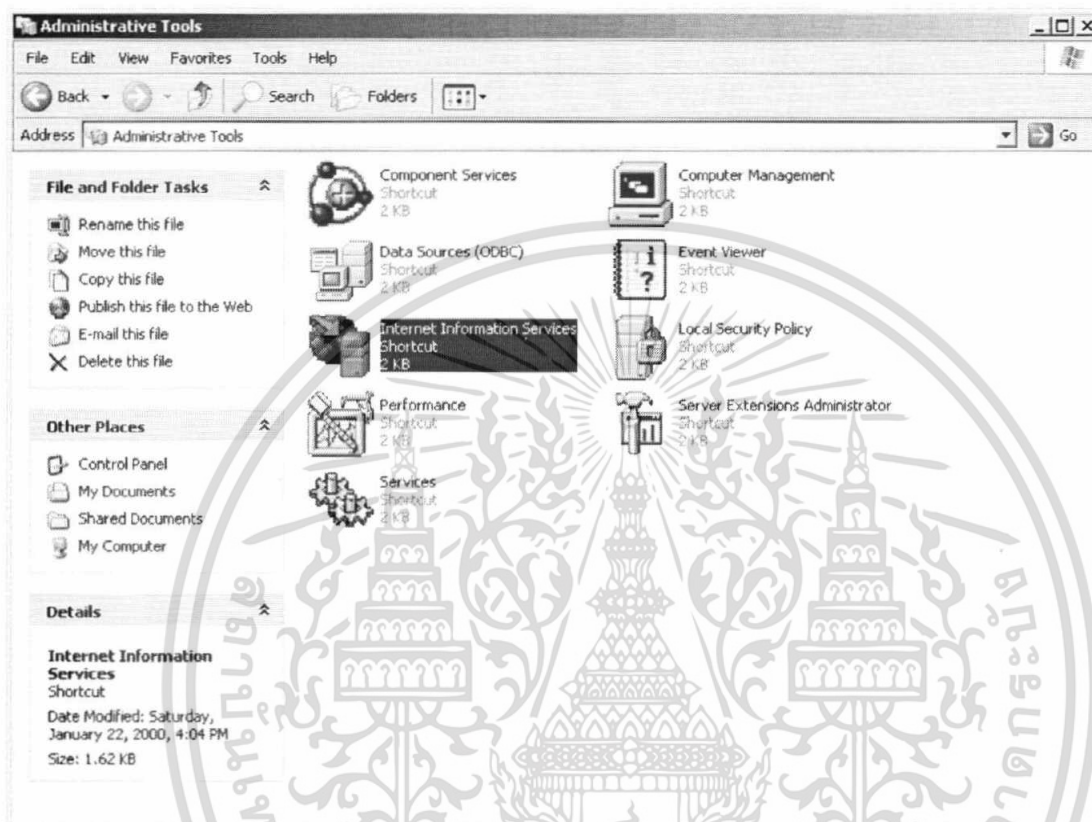 Administrative Tools
File Edit View Favorites Tools Help
Back Search Folders
Address Administrative Tools Go
File and Folder Tasks
Rename this file
Move this file
Copy this file
Publish this file to the Web
E-mail this file
Delete this file
Other Places
Control Panel
My Documents
Shared Documents
My Computer
Details
Internet Information
Services
Shortcut
Date Modified: Saturday,
January 22, 2000, 4:04 PM
Size: 1.62 KB
Component Services
Shortcut
2 KB
Computer Management
Shortcut
2 KB
Data Sources (ODBC)
Shortcut
2 KB
Event Viewer
Shortcut
2 KB
Internet Information Services
Shortcut
2 KB
Local Security Policy
Shortcut
2 KB
Performance
Shortcut
2 KB
Server Extensions Administrator
Shortcut
2 KB
Services
Shortcut
2 KB